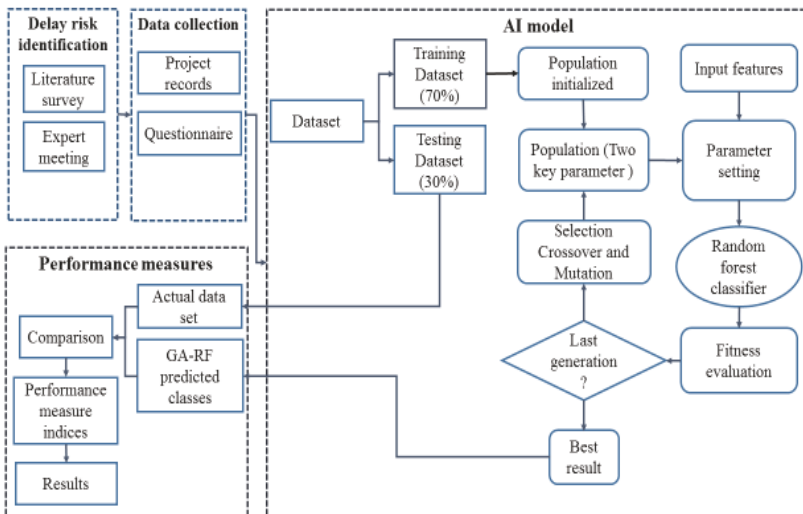 Delay risk
identification
Literature
survey
Expert
meeting
Data collection
Project
records
Questionnaire
AI model
Dataset
Training
Dataset
(70%)
Testing
Dataset
(30%)
Population
initialized
Population (Two
key parameter )
Selection
Crossover and
Mutation
Input features
Parameter
setting
Random
forest
classifier
Fitness
evaluation
Last
generation
?
Best
result
Performance measures
Actual data
set
GA-RF
predicted
classes
Comparison
Performance
measure
indices
Results